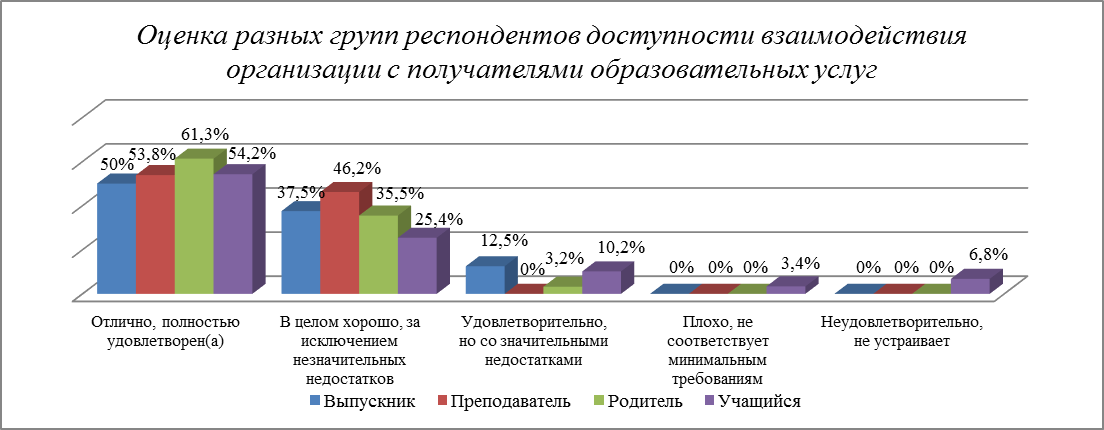 Оценка разных групп респондентов доступности взаимодействия
организации с получателями образовательных услуг
50%
53,8%
61,3%
54,2%
37,5%
46,2%
35,5%
25,4%
12,5%
0%
3,2%
10,2%
0%
0%
0%
3,4%
0%
0%
0%
6,8%
Отлично, полностью
удовлетворен(а)
В целом хорошо, за
исключением
незначительных
недостатков
Удовлетворительно,
но со значительными
недостатками
Плохо, не
соответствует
минимальным
требованиям
Неудовлетворительно,
не устраивает
Выпускник
Преподаватель
Родитель
Учащийся